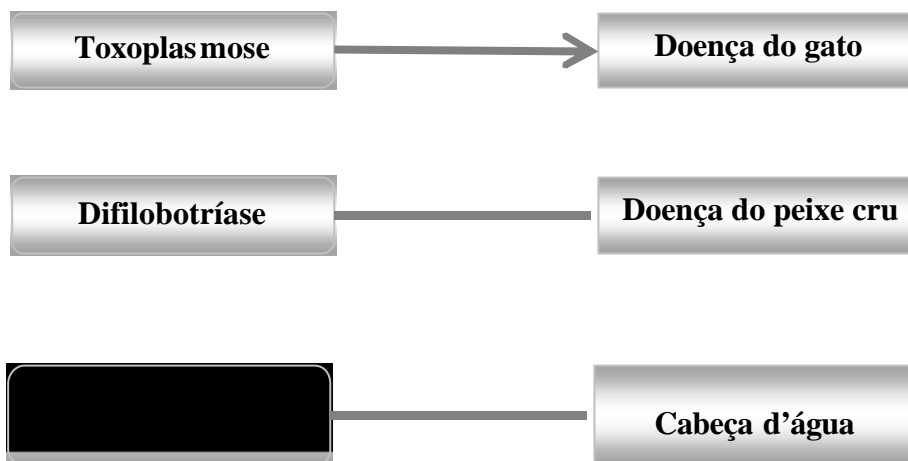 Toxoplasmose
Doença do gato
Difilobotríase
Doença do peixe cru
Cabeça d'água